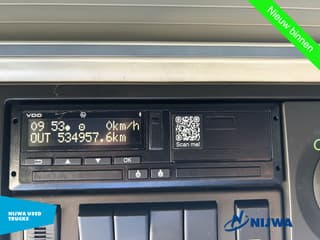 Nieuw binnen
VDO
09 53 0km/h
OUT 534957.6km
Scan me!
OK
NIJWA USED
TRUCKS
NIJWA